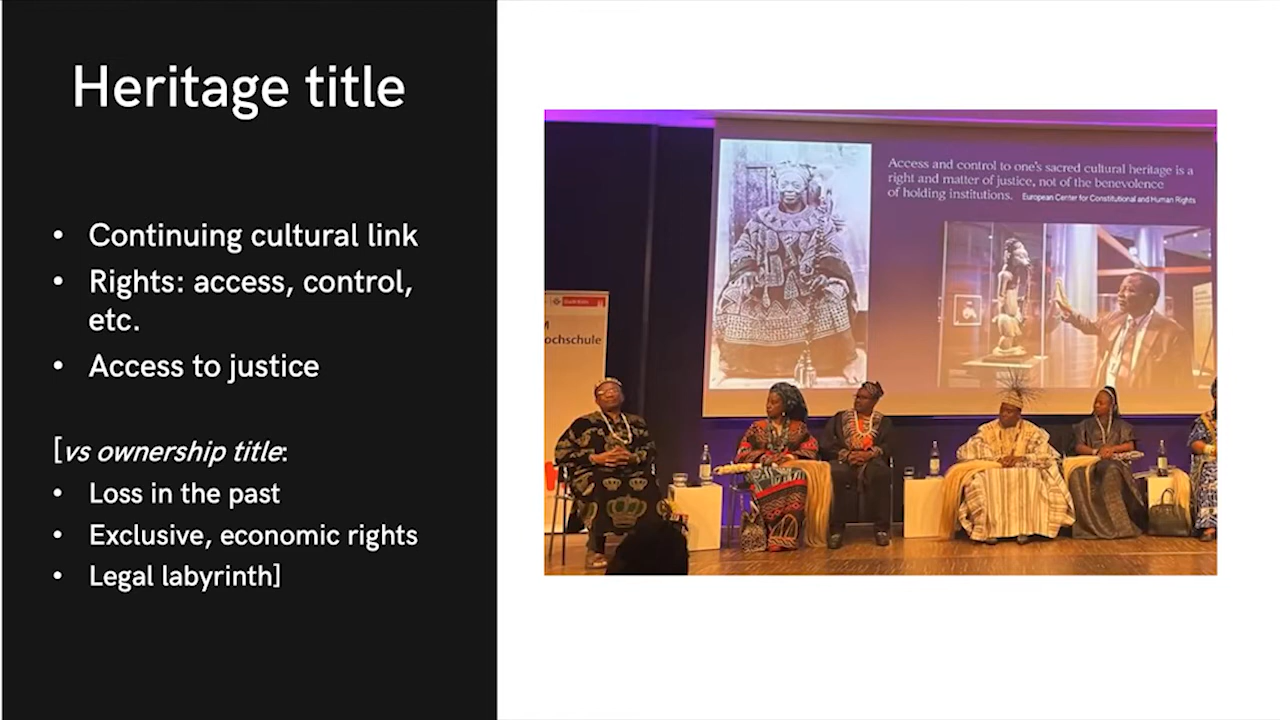 Heritage title
• Continuing cultural link
• Rights: access, control,
etc.
• Access to justice
[vs ownership title:
• Loss in the past
• Exclusive, economic rights
• Legal labyrinth]
Access and control to one's sacred cultural heritage is a
right and matter of justice, not of the benevolence
of holding institutions. European Center for Constitutional and Human Rights
ochschule